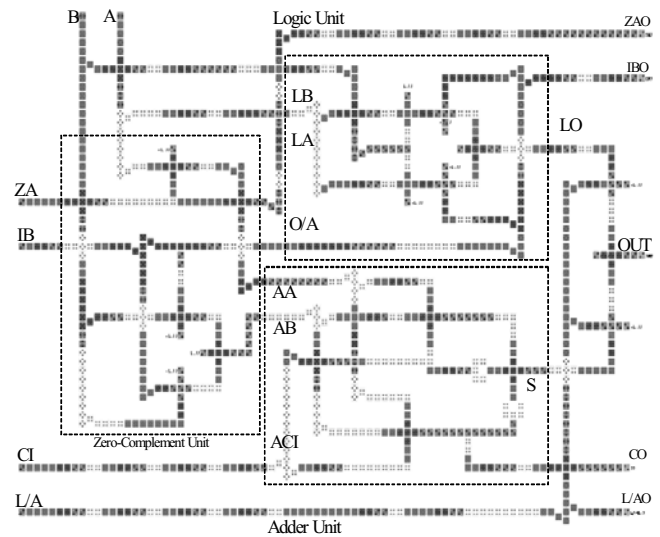 B A Logic Unit ZAO
IBO
LB LO
LA
ZA O/A
IB OUT
AA
AB
S
Zero-Complement Unit
ACI
CI CO
L/A L/AO
Adder Unit